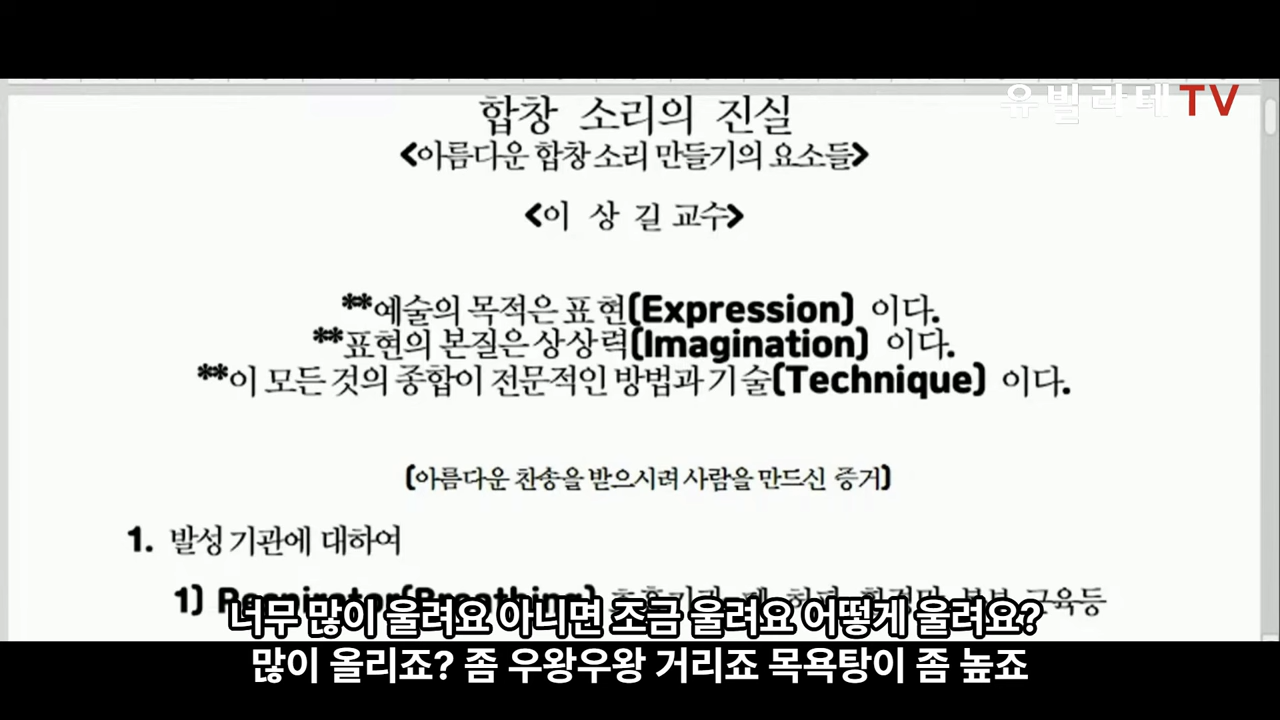 유빌라테TV
합창 소리의 진실
<아름다운 합창 소리 만들기의 요소들>
<이 상 길 교수>
**예술의 목적은 표현(Expression) 이다.
**표현의 본질은 상상력(Imagination) 이다.
**이 모든 것의 종합이 전문적인 방법과 기술(Technique) 이다.
(아름다운 찬송을 받으시려 사람을 만드신 증거)
1. 발성 기관에 대하여
1) Respirator(Breathing)
너무 많이 울려요 아니면 조금 울려요 어떻게 울려요?
많이 올리죠? 좀 우왕우왕 거리죠 목욕탕이 좀 높죠